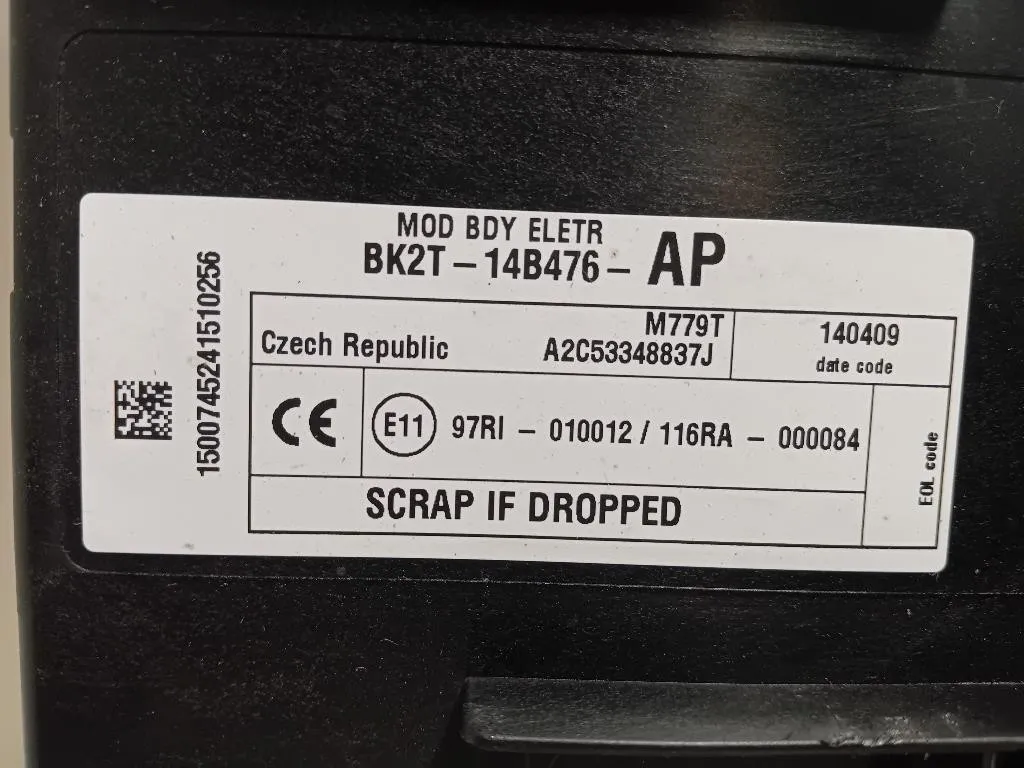 MOD BDY ELETR
BK2T - 14B476 - AP
1500745241510256
M779T
Czech Republic A2C53348837J
140409
date code
CE E11 97RI - 010012 / 116RA - 000084
EOL code
SCRAP IF DROPPED